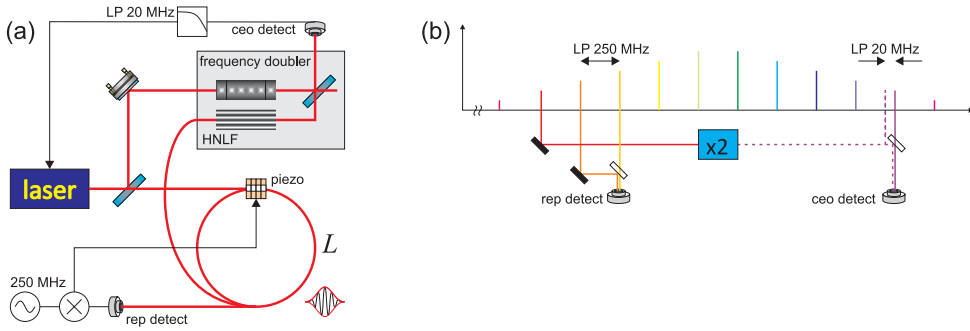 (a)
LP 20 MHz
ceo detect
frequency doubler
HNLF
laser
piezo
L
250 MHz
rep detect
(b)
LP 250 MHz
LP 20 MHz
x2
rep detect
ceo detect